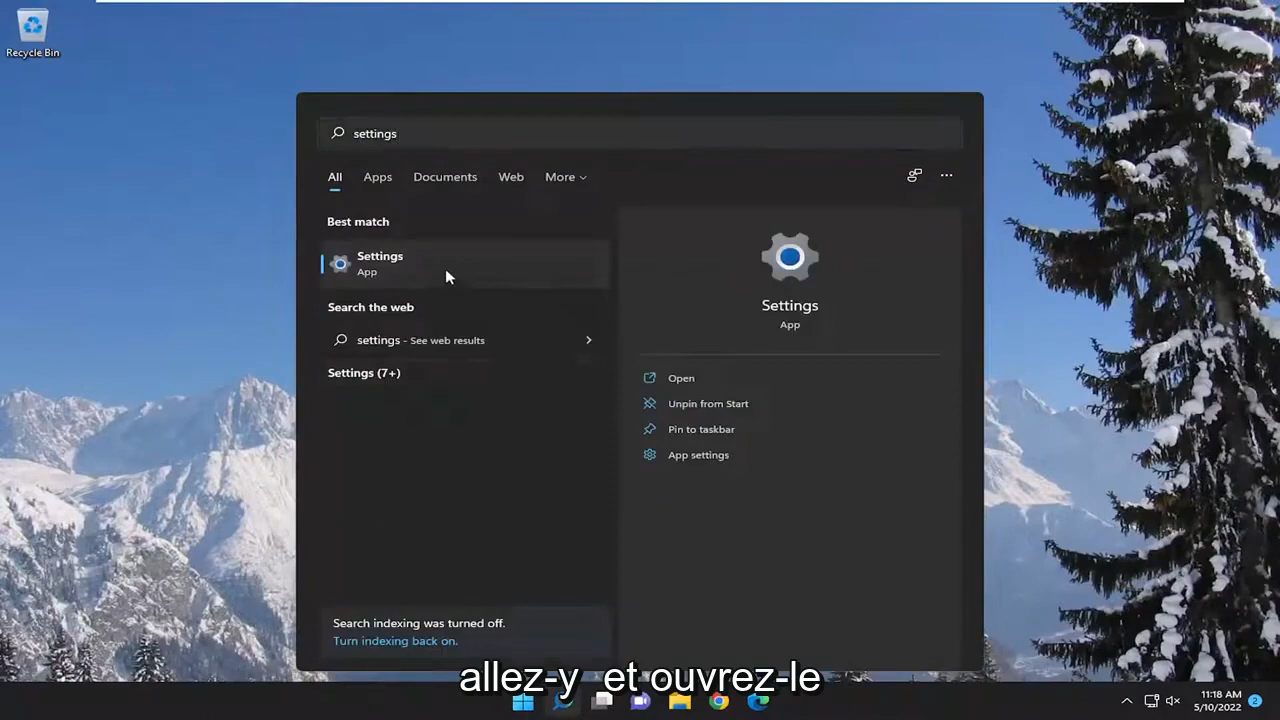 Recycle Bin
settings
All Apps Documents Web More
Best match
Settings
App
Search the web
settings - See web results
Settings (7+)
Settings
App
Open
Unpin from Start
Pin to taskbar
App settings
Search indexing was turned off.
Turn indexing back on.
allez-y et ouvrez-le
11:18 AM
5/10/2022
2